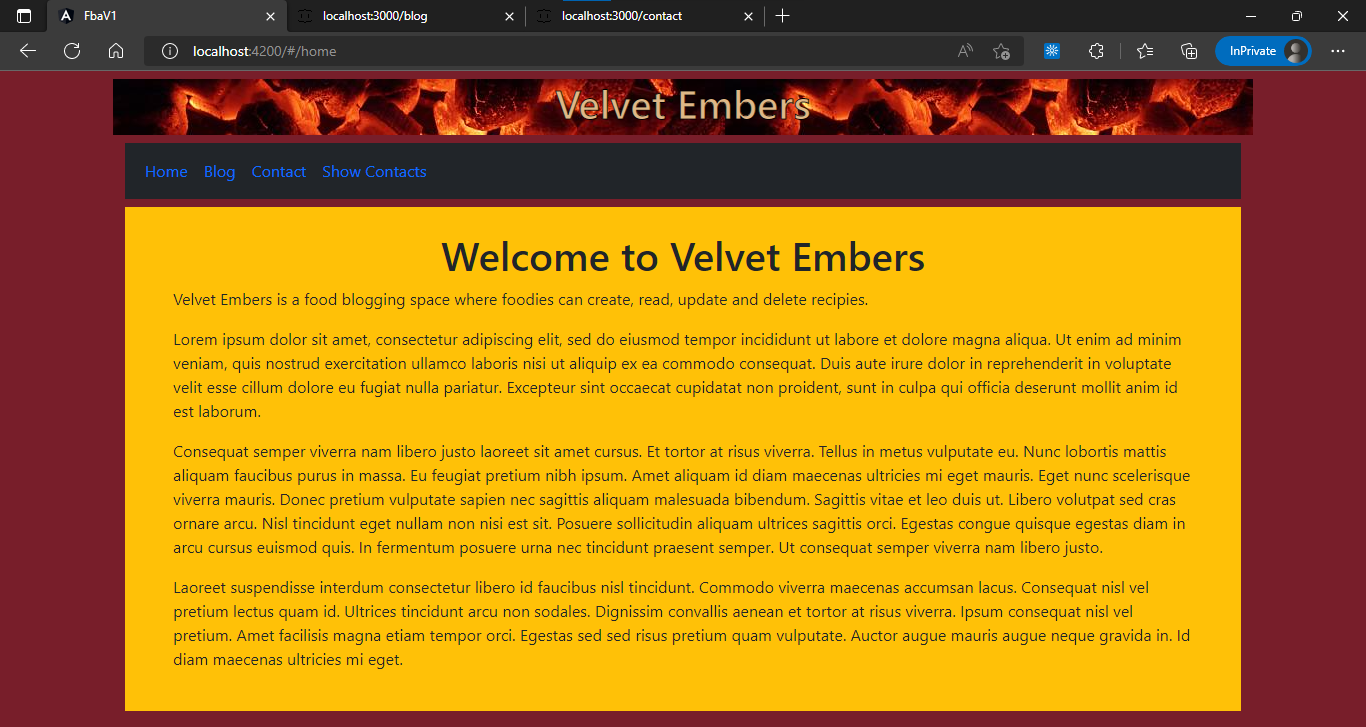 FbaV1
localhost:3000/blog
localhost:3000/contact
localhost:4200/#/home
InPrivate
Velvet Embers
Home Blog Contact Show Contacts
Welcome to Velvet Embers
Velvet Embers is a food blogging space where foodies can create, read, update and delete recipies.
Lorem ipsum dolor sit amet, consectetur adipiscing elit, sed do eiusmod tempor incididunt ut labore et dolore magna aliqua. Ut enim ad minim
veniam, quis nostrud exercitation ullamco laboris nisi ut aliquip ex ea commodo consequat. Duis aute irure dolor in reprehenderit in voluptate
velit esse cillum dolore eu fugiat nulla pariatur. Excepteur sint occaecat cupidatat non proident, sunt in culpa qui officia deserunt mollit anim id
est laborum.
Consequat semper viverra nam libero justo laoreet sit amet cursus. Et tortor at risus viverra. Tellus in metus vulputate eu. Nunc lobortis mattis
aliquam faucibus purus in massa. Eu feugiat pretium nibh ipsum. Amet aliquam id diam maecenas ultricies mi eget mauris. Eget nunc scelerisque
viverra mauris. Donec pretium vulputate sapien nec sagittis aliquam malesuada bibendum. Sagittis vitae et leo duis ut. Libero volutpat sed cras
ornare arcu. Nisl tincidunt eget nullam non nisi est sit. Posuere sollicitudin aliquam ultrices sagittis orci. Egestas congue quisque egestas diam in
arcu cursus euismod quis. In fermentum posuere urna nec tincidunt praesent semper. Ut consequat semper viverra nam libero justo.
Laoreet suspendisse interdum consectetur libero id faucibus nisl tincidunt. Commodo viverra maecenas accumsan lacus. Consequat nisl vel
pretium lectus quam id. Ultrices tincidunt arcu non sodales. Dignissim convallis aenean et tortor at risus viverra. Ipsum consequat nisl vel
pretium. Amet facilisis magna etiam tempor orci. Egestas sed sed risus pretium quam vulputate. Auctor augue mauris augue neque gravida in. Id
diam maecenas ultricies mi eget.